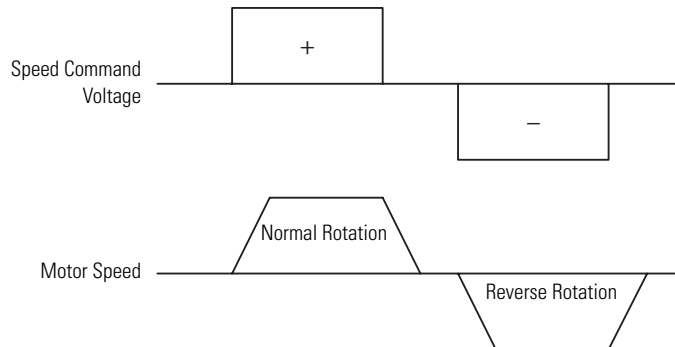 +
Speed Command
Voltage
−
Normal Rotation
Motor Speed
Reverse Rotation